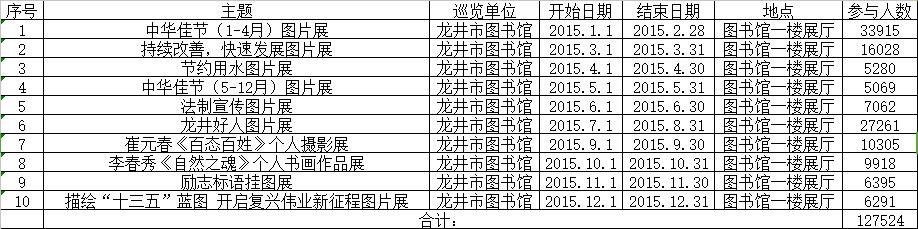 序号 主题 巡览单位 开始日期 结束日期 地点 参与人数
1 中华佳节（1-4月）图片展 龙井市图书馆 2015.1.1 2015.2.28 图书馆一楼展厅 33915
2 持续改善，快速发展图片展 龙井市图书馆 2015.3.1 2015.3.31 图书馆一楼展厅 16028
3 节约用水图片展 龙井市图书馆 2015.4.1 2015.4.30 图书馆一楼展厅 5280
4 中华佳节（5-12月）图片展 龙井市图书馆 2015.5.1 2015.5.31 图书馆一楼展厅 5069
5 法制宣传图片展 龙井市图书馆 2015.6.1 2015.6.30 图书馆一楼展厅 7062
6 龙井好人图片展 龙井市图书馆 2015.7.1 2015.8.31 图书馆一楼展厅 27261
7 崔元春《百态百姓》个人摄影展 龙井市图书馆 2015.9.1 2015.9.30 图书馆一楼展厅 10305
8 李春秀《自然之魂》个人书画作品展 龙井市图书馆 2015.10.1 2015.10.31 图书馆一楼展厅 9918
9 励志标语挂图展 龙井市图书馆 2015.11.1 2015.11.30 图书馆一楼展厅 6395
10 描绘“十三五”蓝图 开启复兴伟业新征程图片展 龙井市图书馆 2015.12.1 2015.12.31 图书馆一楼展厅 6291
合计： 127524